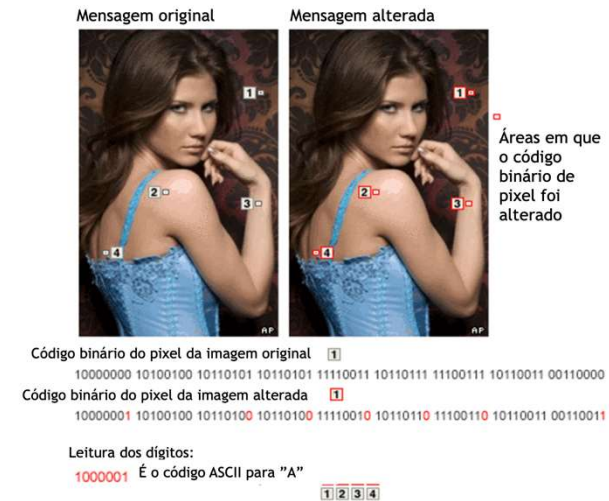 Mensagem original
Mensagem alterada
1
1
2
2
3
3
4
4
AP
AP
Áreas em que
o código
binário de
pixel foi
alterado
Código binário do pixel da imagem original 1
10000000 10100100 10110101 10110101 11110011 10110111 11100111 10110011 00110000
Código binário do pixel da imagem alterada 1
10000001 10100100 10110100 10110100 11110010 10110110 11100110 10110011 00110011
Leitura dos dígitos:
1000001 É o código ASCII para ”A”
1 2 3 4